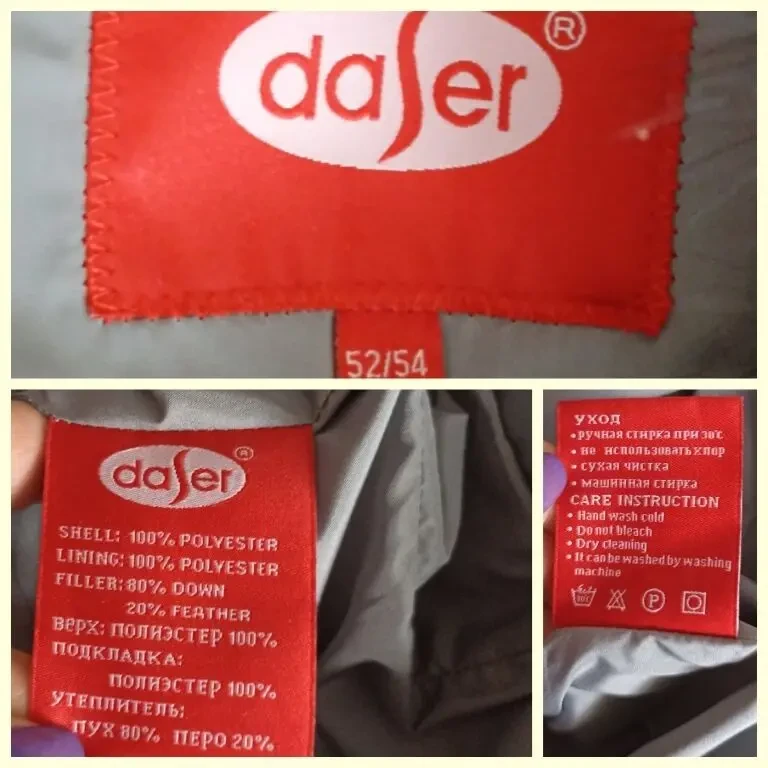 daser ®
52/54
daser ®
SHELL: 100% POLYESTER
LINING: 100% POLYESTER
FILLER: 80% DOWN
20% FEATHER
ВЕРХ: ПОЛИЭСТЕР 100%
ПОДКЛАДКА:
ПОЛИЭСТЕР 100%
УТЕПЛИТЕЛЬ:
ПУХ 80% ПЕРО 20%
УХОД
• ручная стирка при 30˚С
• не использовать хлор
• сухая чистка
• машинная стирка
CARE INSTRUCTION
• Hand wash cold
• Do not bleach
• Dry cleaning
• It can be washed by washing
machine
30˚C P